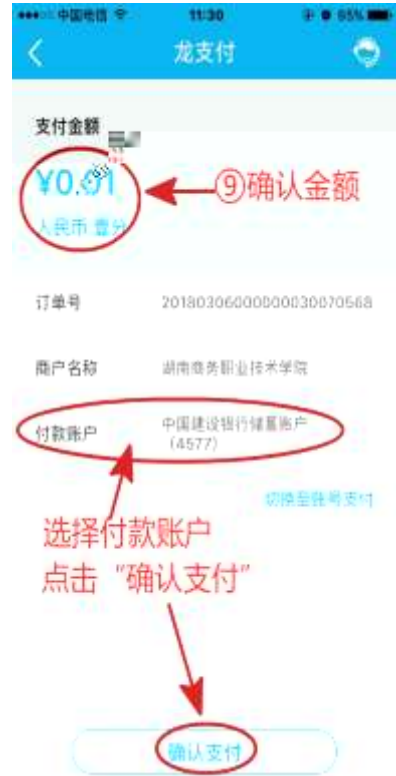 中国电信 11:30 65%
龙支付
支付金额
¥0.01
人民币 壹分
⑨确认金额
订单号 20180306000000030070568
商户名称 湖南商务职业技术学院
付款账户 中国建设银行储蓄账户
（4577）
切换至账号支付
选择付款账户
点击“确认支付”
确认支付